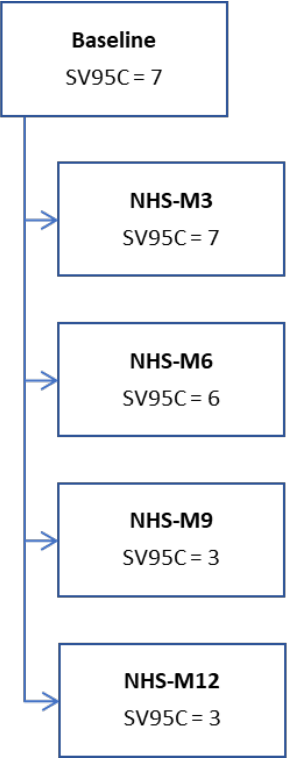 Baseline
SV95C = 7
NHS-M3
SV95C = 7
NHS-M6
SV95C = 6
NHS-M9
SV95C = 3
NHS-M12
SV95C = 3